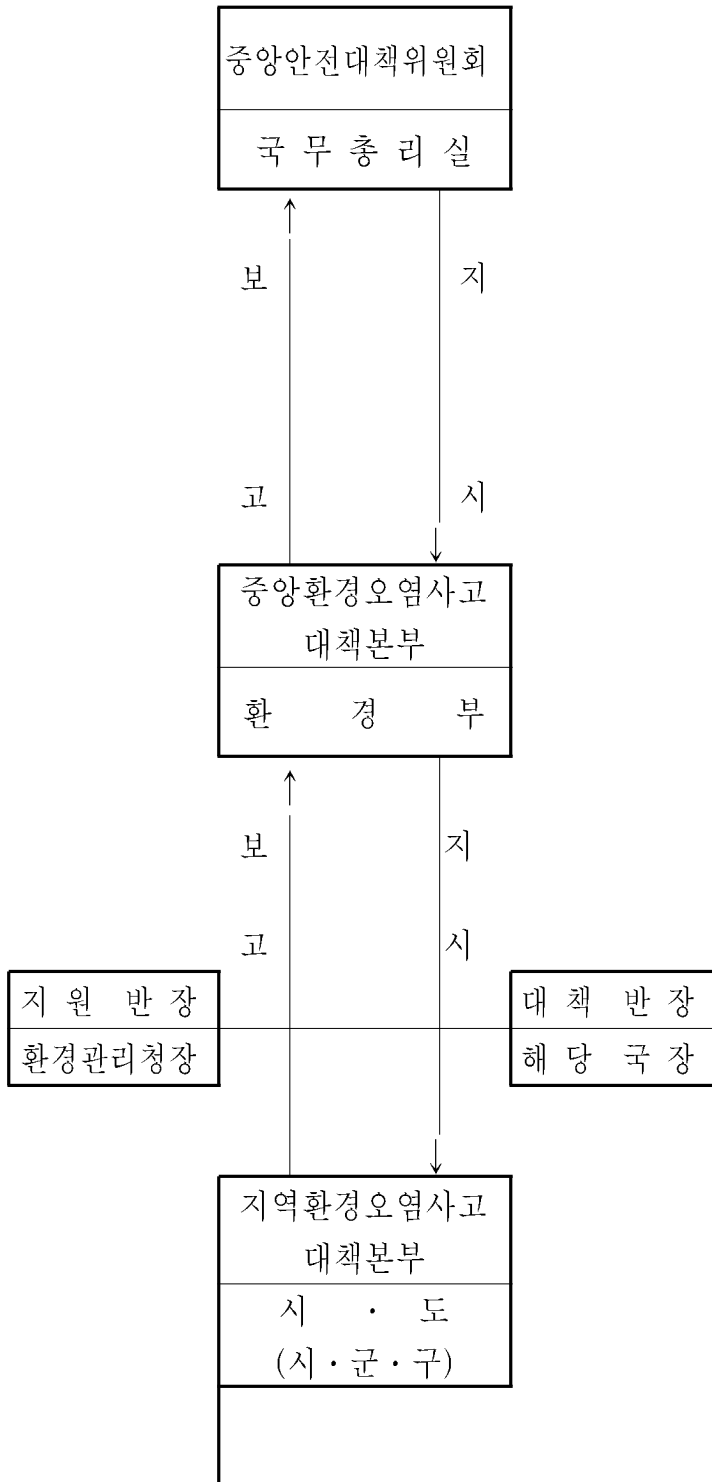 중앙안전대책위원회
국 무 총 리 실
보 지
고 시
중앙환경오염사고
대책본부
환 경 부
보 지
고 시
지 원 반 장 대 책 반 장
환경관리청장 해 당 국 장
지역환경오염사고
대책본부
시 · 도
(시·군·구)